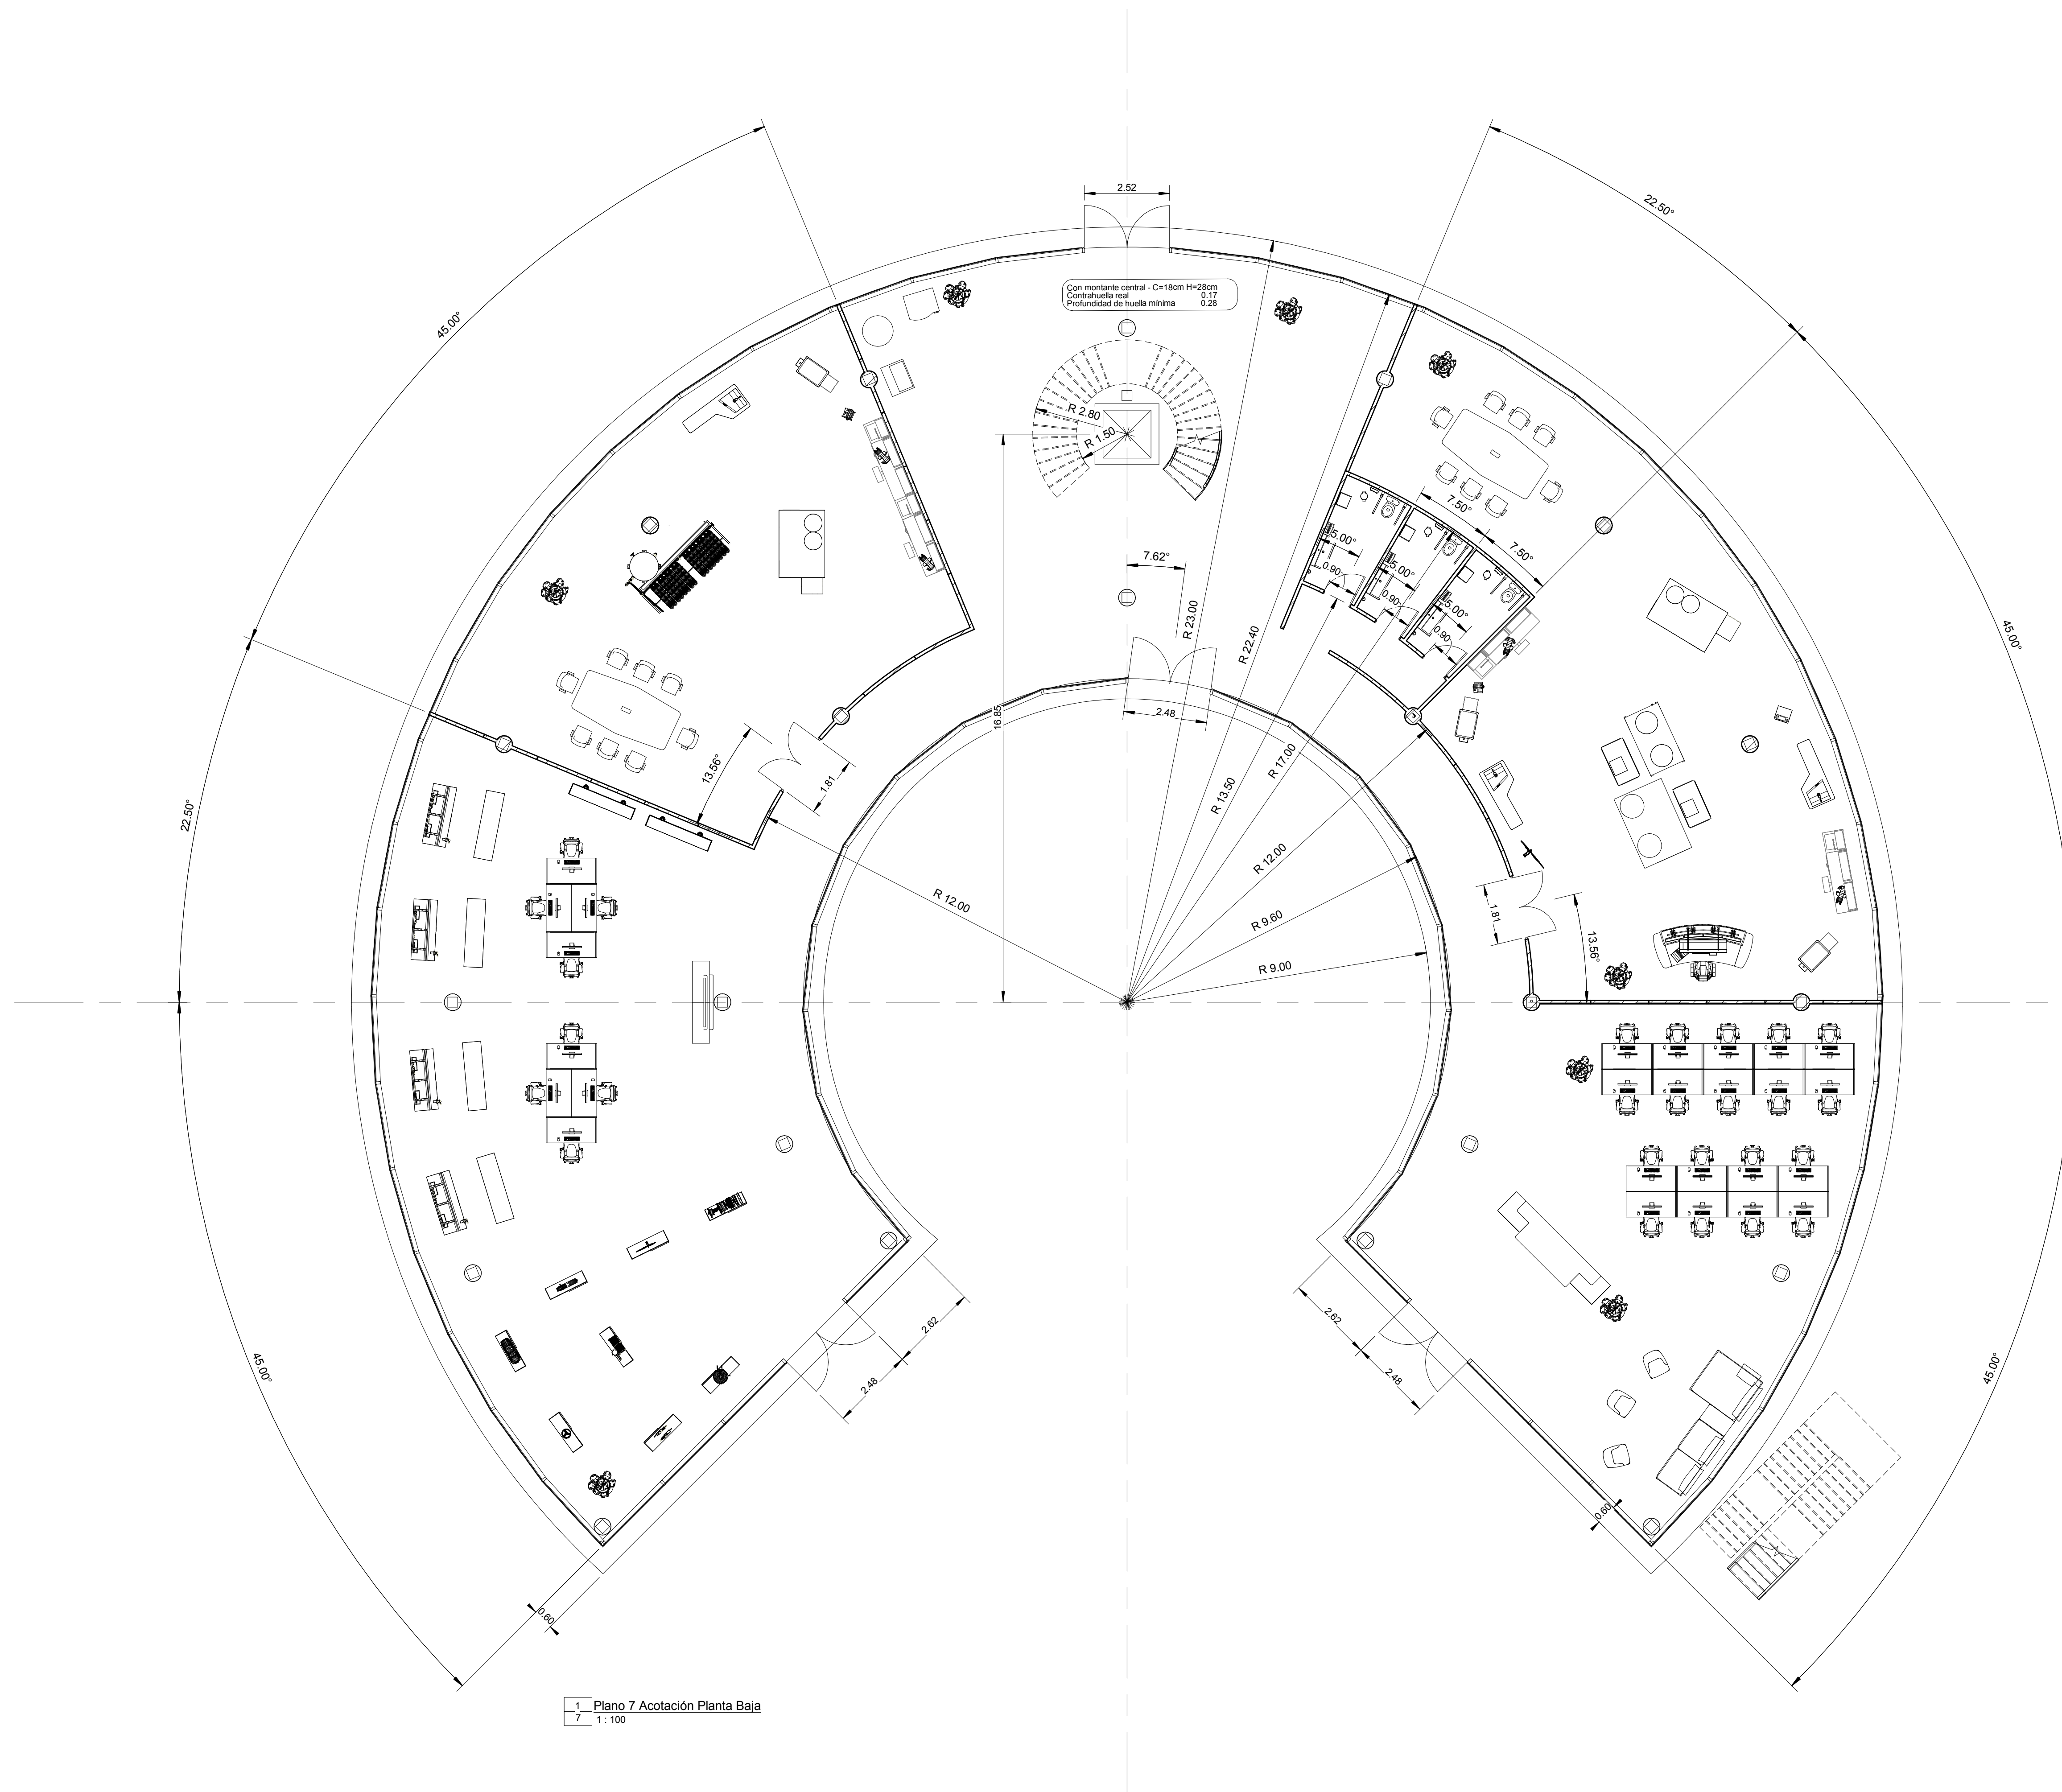 2.52
22.50°
45.00°
Con montante central - C=18cm H=28cm
Contrahuella real 0.17
Profundidad de huella mínima 0.28
R 2.80
R 1.50
7.50°
7.50°
5.00°
5.00°
5.00°
0.90
0.90
0.90
7.62°
R 23.00
R 22.40
45.00°
16.85
2.48
13.56°
1.81
R 17.00
R 13.50
22.50°
R 12.00
R 12.00
R 9.60
R 9.00
1.81
13.56°
2.62
2.48
2.62
2.48
45.00°
45.00°
0.60
0.60
1 Plano 7 Acotación Planta Baja
7 1 : 100